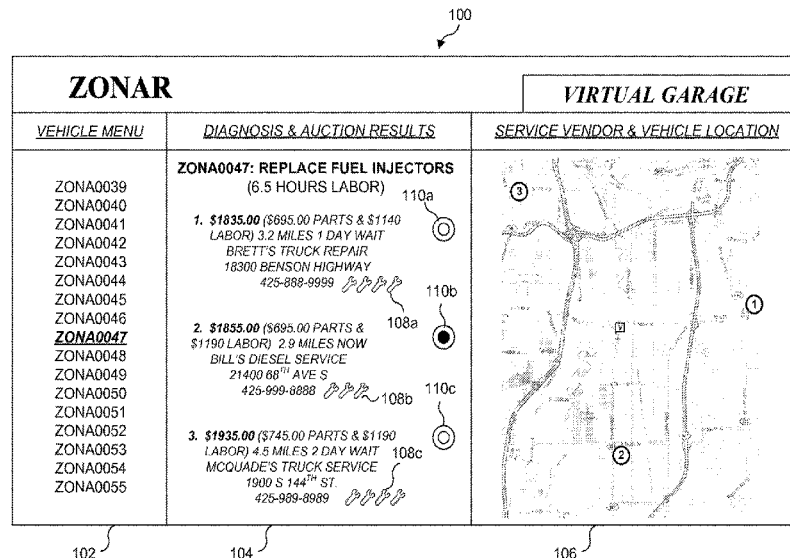 100
ZONAR
VIRTUAL GARAGE
VEHICLE MENU
DIAGNOSIS & AUCTION RESULTS
SERVICE VENDOR & VEHICLE LOCATION
ZONA0039
ZONA0040
ZONA0041
ZONA0042
ZONA0043
ZONA0044
ZONA0045
ZONA0046
ZONA0047
ZONA0048
ZONA0049
ZONA0050
ZONA0051
ZONA0052
ZONA0053
ZONA0054
ZONA0055
ZONA0047: REPLACE FUEL INJECTORS
(6.5 HOURS LABOR)
110a
1. $1835.00 ($695.00 PARTS & $1140
LABOR) 3.2 MILES 1 DAY WAIT
BRETT'S TRUCK REPAIR
18300 BENSON HIGHWAY
425-888-9999
108a
110b
2. $1855.00 ($695.00 PARTS &
$1190 LABOR) 2.9 MILES NOW
BILL'S DIESEL SERVICE
21400 68TH AVE S
425-999-8888
108b
110c
3. $1935.00 ($745.00 PARTS & $1190
LABOR) 4.5 MILES 2 DAY WAIT
MCQUADE'S TRUCK SERVICE
1900 S 144TH ST.
425-989-8989
108c
3
1
2
102
104
106